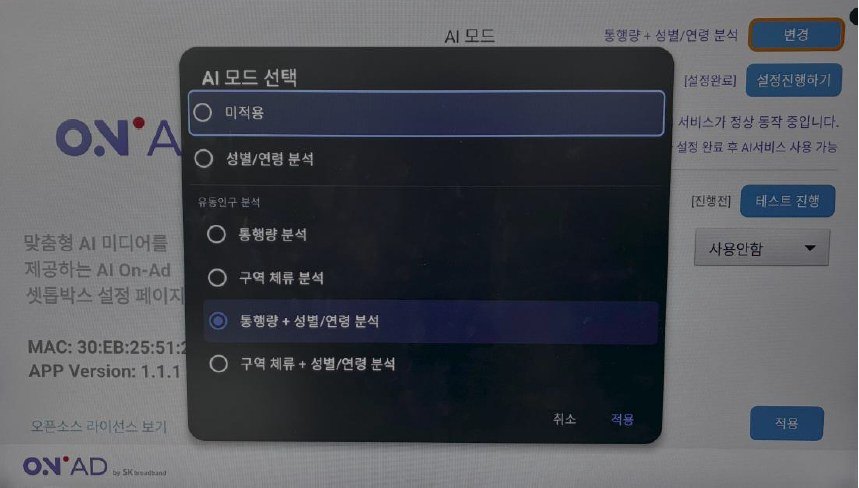 AI 모드
통행량 + 성별/연령 분석
변경
[설정완료]
설정진행하기
서비스가 정상 동작 중입니다.
설정 완료 후 AI서비스 사용 가능
[진행전]
테스트 진행
사용안함
적용
AI 모드 선택
미적용
성별/연령 분석
유동인구 분석
통행량 분석
구역 체류 분석
통행량 + 성별/연령 분석
구역 체류 + 성별/연령 분석
취소
적용
ON A
맞춤형 AI 미디어를
제공하는 AI On-Ad
셋톱박스 설정 페이지
MAC: 30:EB:25:51:2
APP Version: 1.1.1
오픈소스 라이선스 보기
ON AD by SK broadband